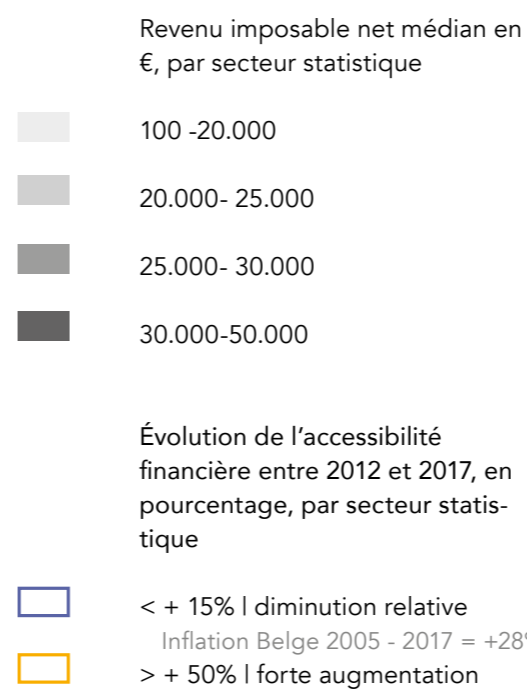 Revenu imposable net médian en
€, par secteur statistique
100 -20.000
20.000- 25.000
25.000- 30.000
30.000-50.000
Évolution de l’accessibilité
financière entre 2012 et 2017, en
pourcentage, par secteur statis-
tique
< + 15% l diminution relative
Inflation Belge 2005 - 2017 = +28%
> + 50% l forte augmentation